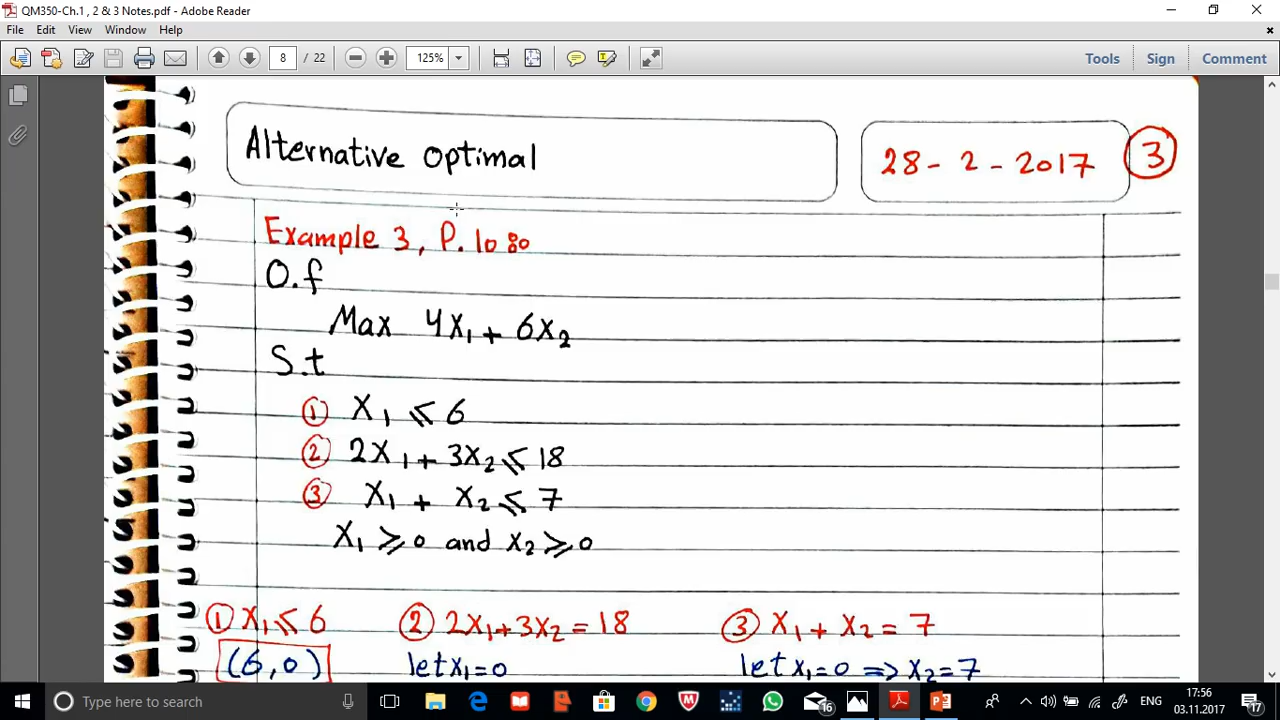 QM350-Ch.1, 2 & 3 Notes.pdf - Adobe Reader
File Edit View Window Help
8 / 22 125% Tools Sign Comment
Alternative optimal
28 - 2 - 2017 ③
Example 3, P. 1080
O.f
Max 4X₁ + 6X₂
S.t
① X₁ ⩽ 6
② 2X₁ + 3X₂ ⩽ 18
③ X₁ + X₂ ⩽ 7
X₁ ⩾ 0 and X₂ ⩾ 0
① X₁ ⩽ 6 ② 2X₁+3X₂ = 18 ③ X₁ + X₂ = 7
(6,0) let X₁=0 let X₁=0 => X₂=7
Type here to search 16 ENG 17:56
03.11.2017 17